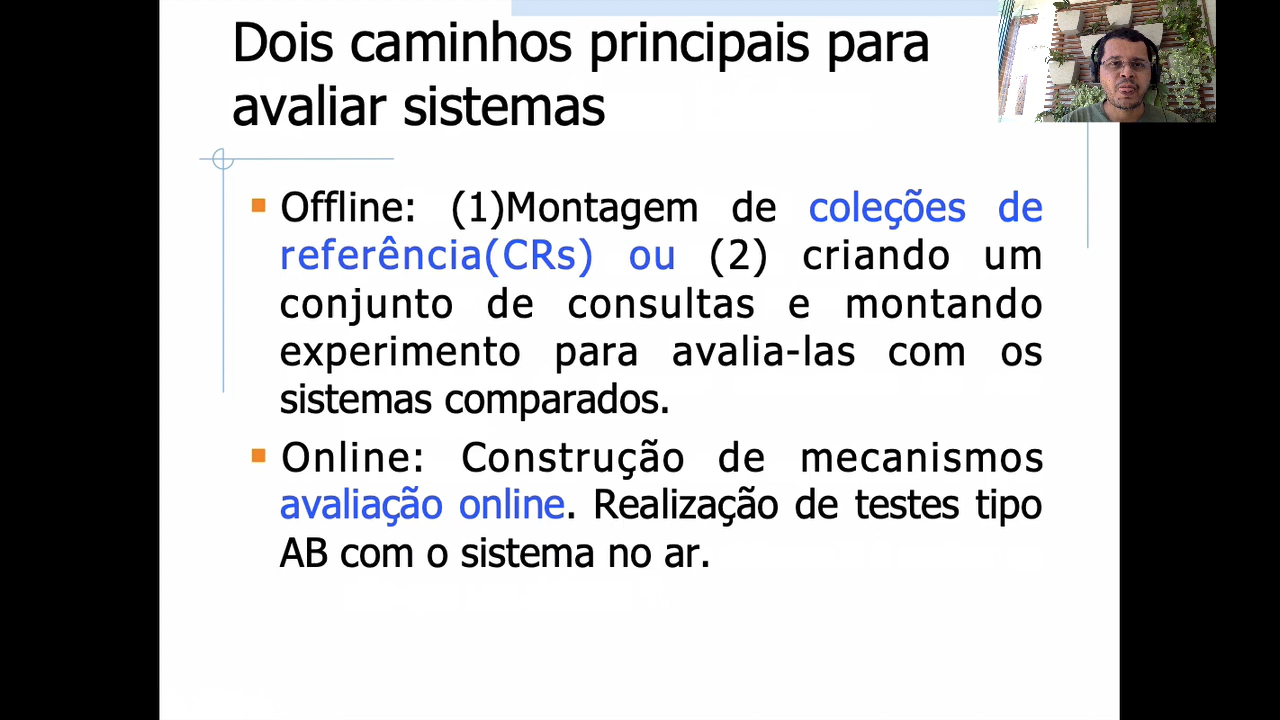 Dois caminhos principais para
avaliar sistemas
Offline: (1)Montagem de coleções de
referência(CRs) ou (2) criando um
conjunto de consultas e montando
experimento para avalia-las com os
sistemas comparados.
Online: Construção de mecanismos
avaliação online. Realização de testes tipo
AB com o sistema no ar.